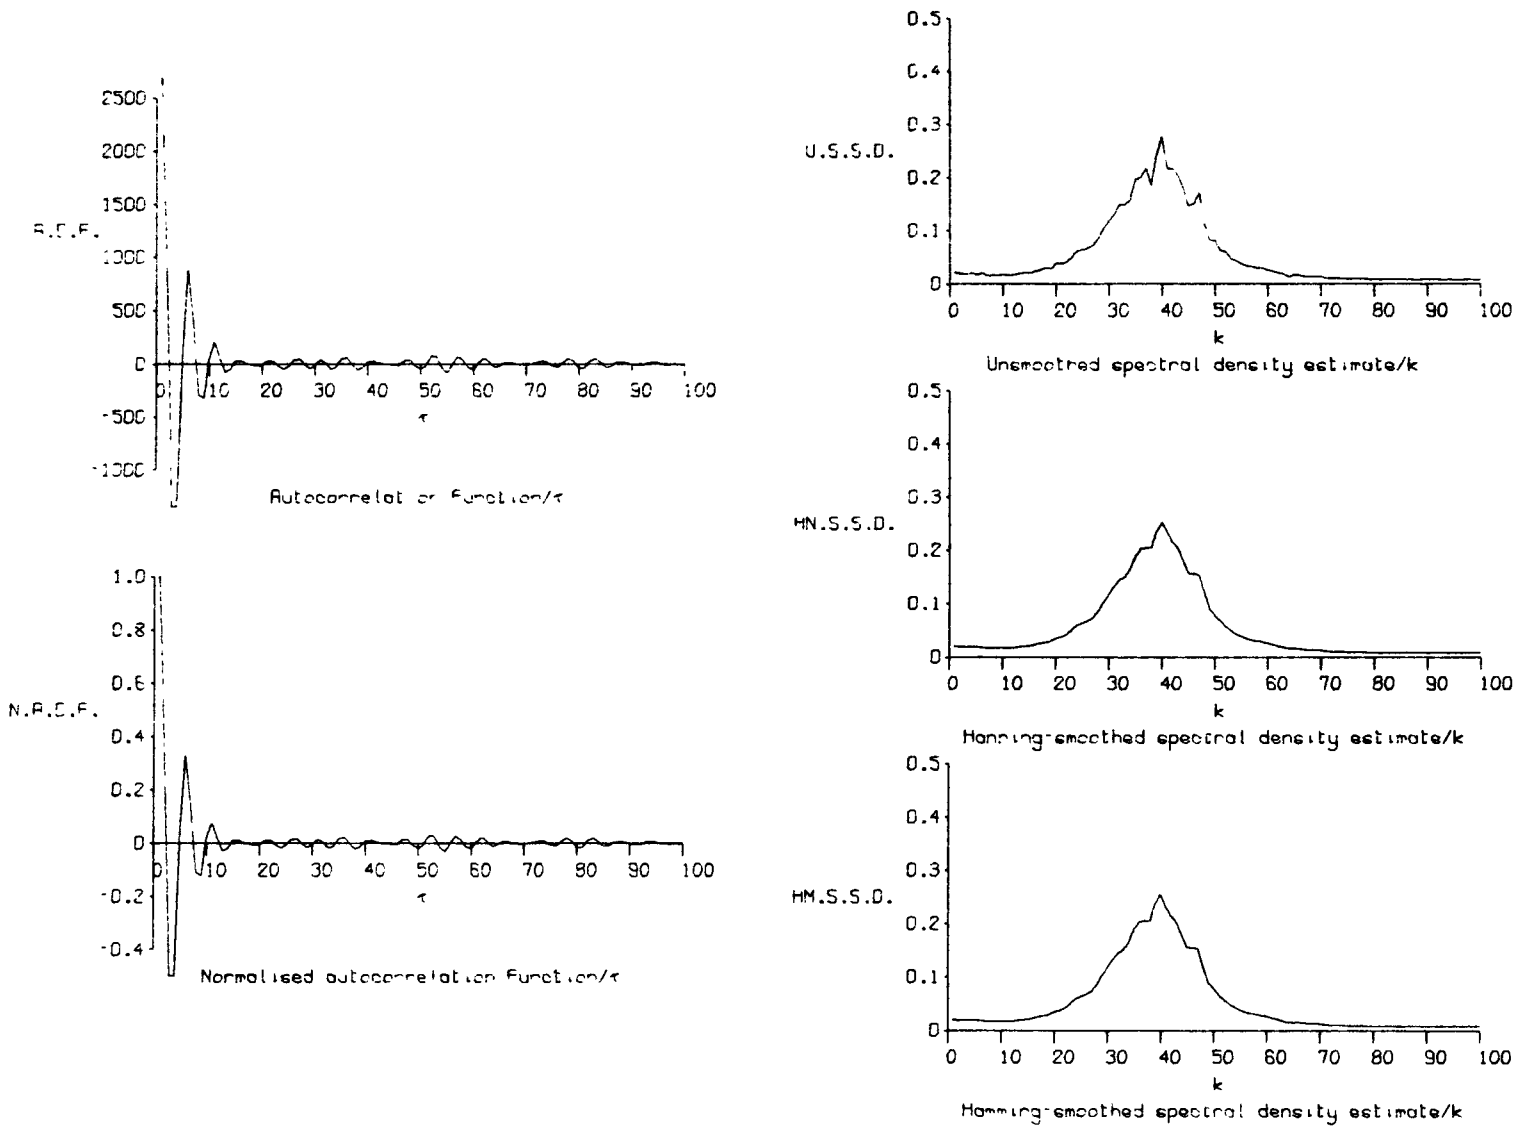 2500
2000
1500
A.C.F.
1000
500
0
0 10 20 30 40 50 60 70 80 90 100
-500
τ
-1000
Autocorrelation Function/τ
1.0
0.8
0.6
N.A.C.F.
0.4
0.2
0
0 10 20 30 40 50 60 70 80 90 100
-0.2
τ
-0.4
Normalised autocorrelation Function/τ
0.5
0.4
0.3
U.S.S.D.
0.2
0.1
0
0 10 20 30 40 50 60 70 80 90 100
k
Unsmoothed spectral density estimate/k
0.5
0.4
0.3
HN.S.S.D.
0.2
0.1
0
0 10 20 30 40 50 60 70 80 90 100
k
Hanning-smoothed spectral density estimate/k
0.5
0.4
0.3
HM.S.S.D.
0.2
0.1
0
0 10 20 30 40 50 60 70 80 90 100
k
Hamming-smoothed spectral density estimate/k